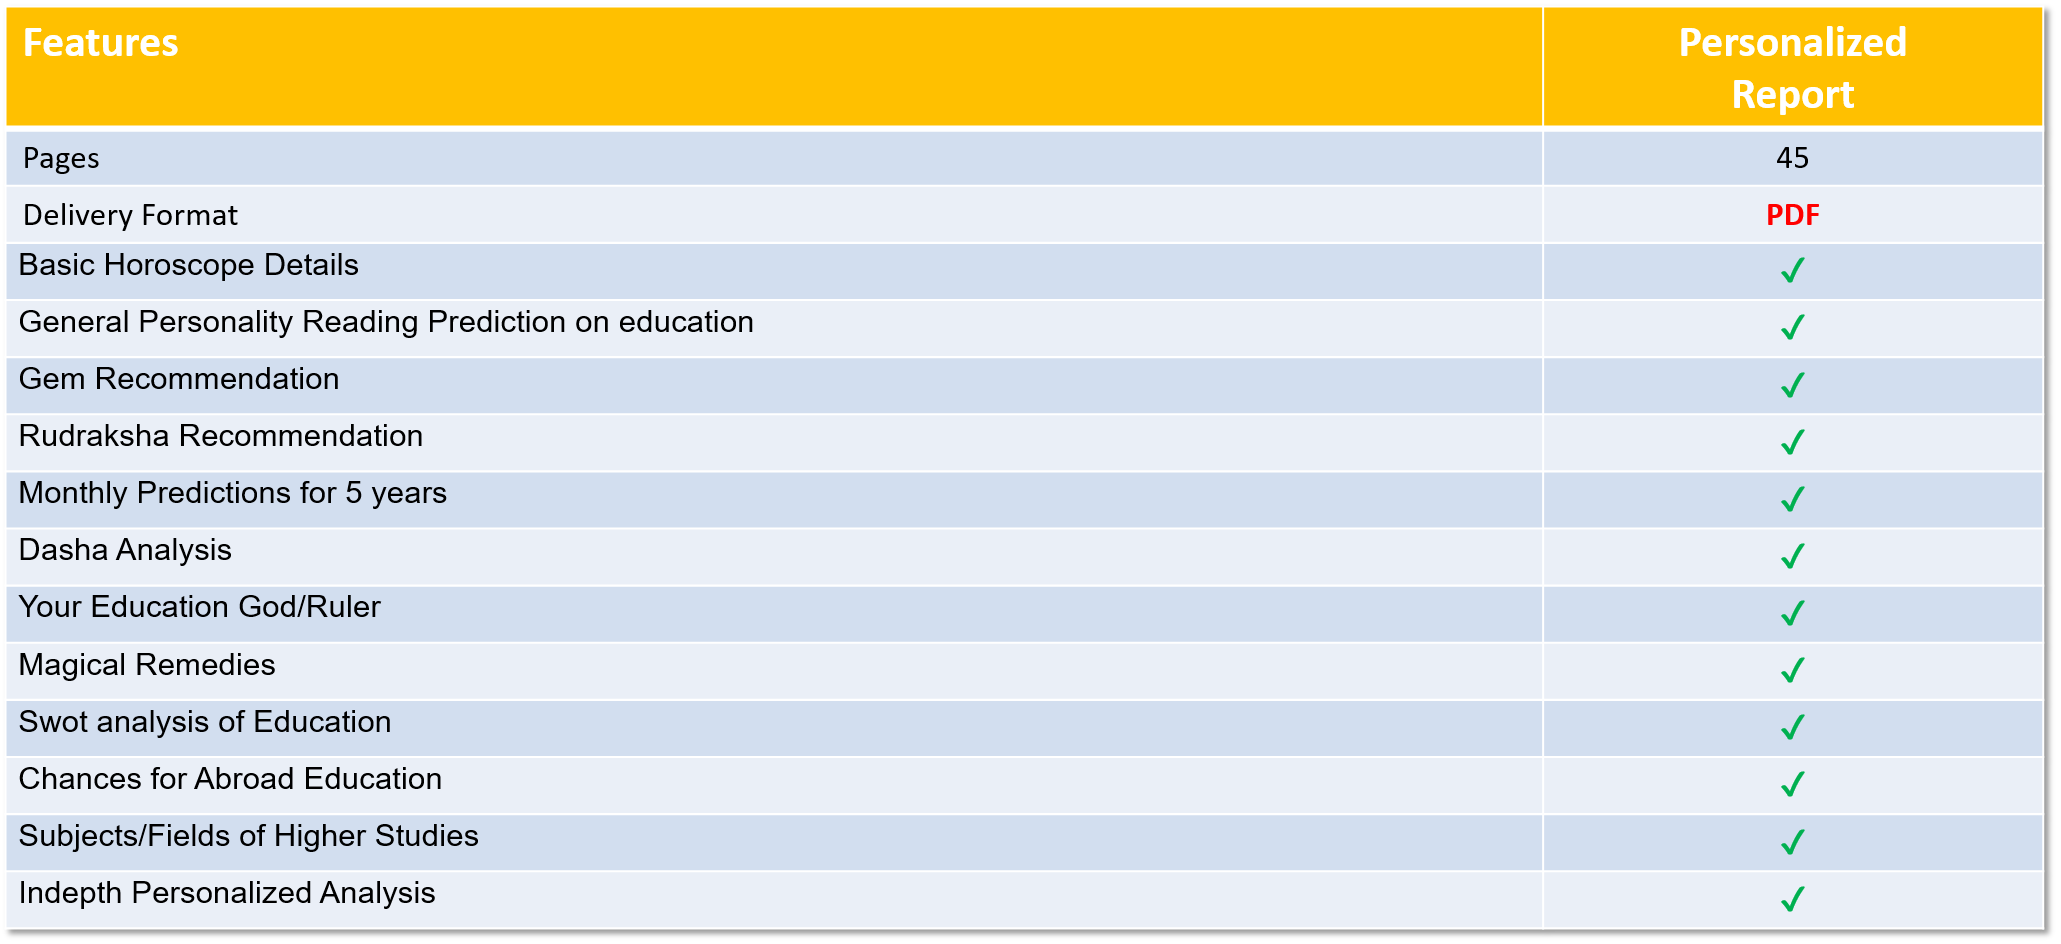 Features
Personalized
Report
Pages 45
Delivery Format PDF
Basic Horoscope Details ✓
General Personality Reading Prediction on education ✓
Gem Recommendation ✓
Rudraksha Recommendation ✓
Monthly Predictions for 5 years ✓
Dasha Analysis ✓
Your Education God/Ruler ✓
Magical Remedies ✓
Swot analysis of Education ✓
Chances for Abroad Education ✓
Subjects/Fields of Higher Studies ✓
Indepth Personalized Analysis ✓